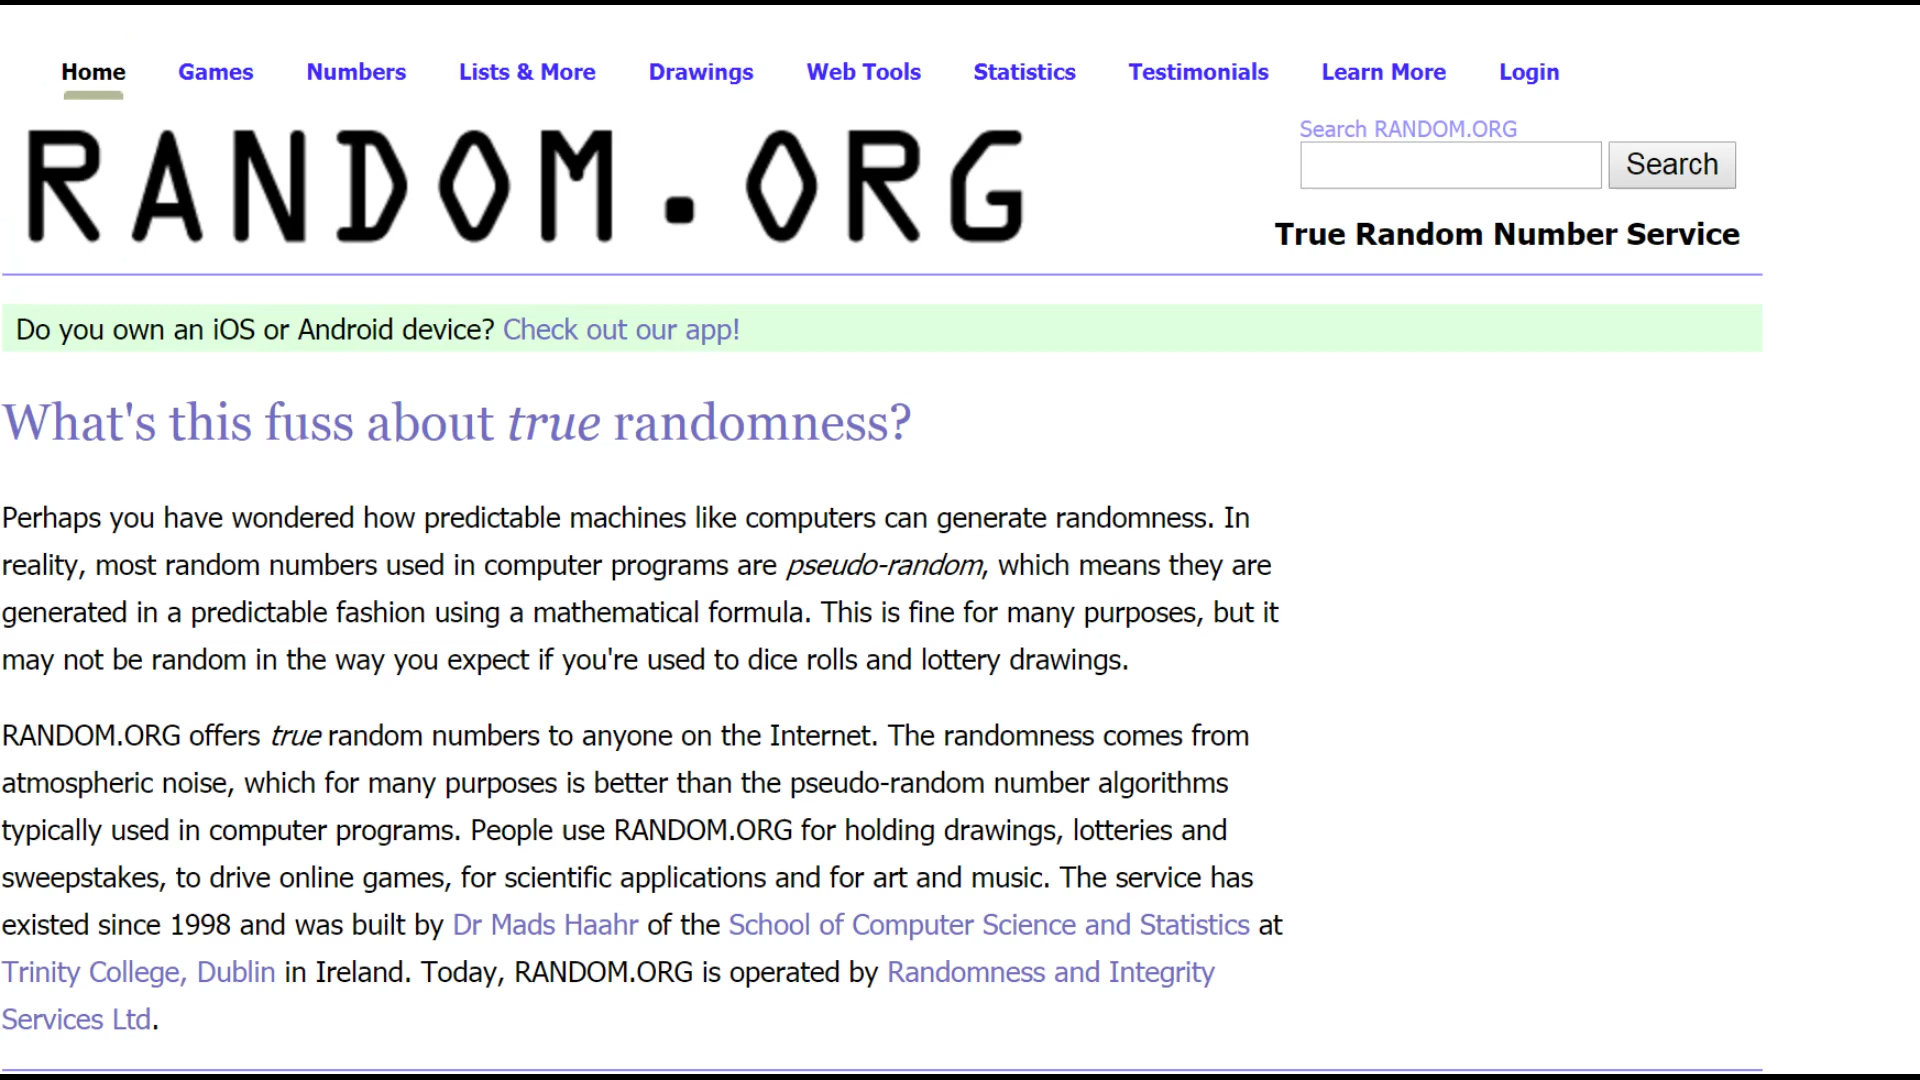 Home Games Numbers Lists & More Drawings Web Tools Statistics Testimonials Learn More Login
RANDOM.ORG
Search RANDOM.ORG
Search
True Random Number Service
Do you own an iOS or Android device? Check out our app!
What's this fuss about true randomness?
Perhaps you have wondered how predictable machines like computers can generate randomness. In
reality, most random numbers used in computer programs are pseudo-random, which means they are
generated in a predictable fashion using a mathematical formula. This is fine for many purposes, but it
may not be random in the way you expect if you're used to dice rolls and lottery drawings.
RANDOM.ORG offers true random numbers to anyone on the Internet. The randomness comes from
atmospheric noise, which for many purposes is better than the pseudo-random number algorithms
typically used in computer programs. People use RANDOM.ORG for holding drawings, lotteries and
sweepstakes, to drive online games, for scientific applications and for art and music. The service has
existed since 1998 and was built by Dr Mads Haahr of the School of Computer Science and Statistics at
Trinity College, Dublin in Ireland. Today, RANDOM.ORG is operated by Randomness and Integrity
Services Ltd.